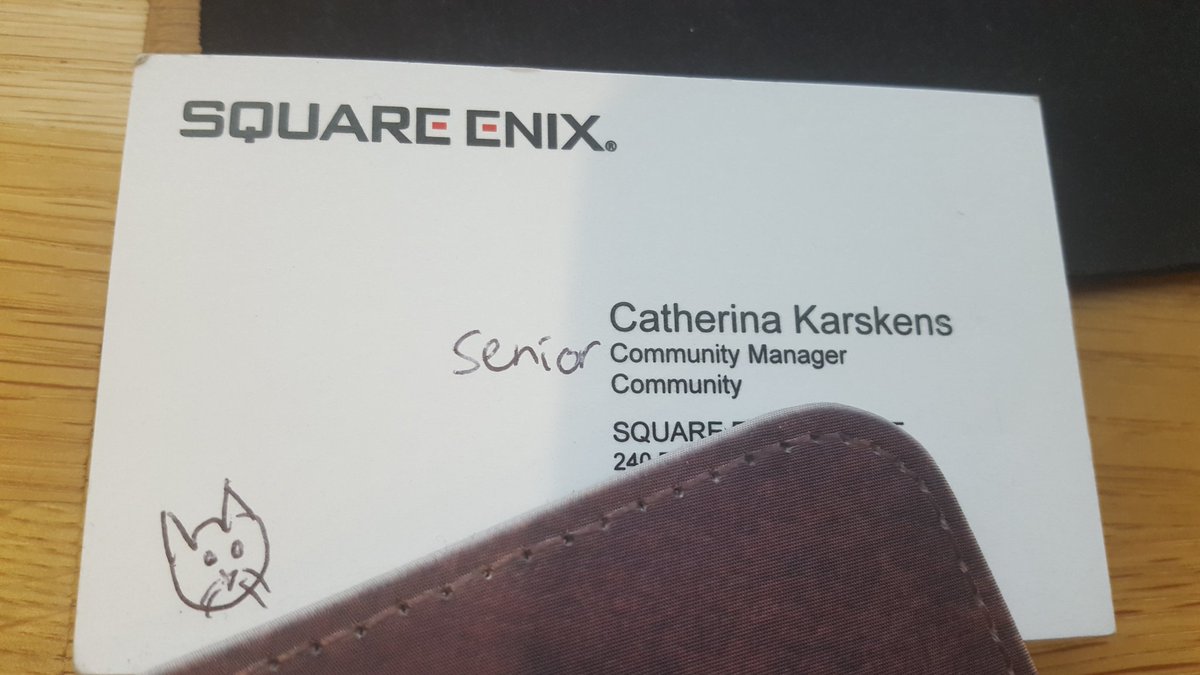 SQUARE ENIX®
Catherina Karskens
senior Community Manager
Community
SQUARE
240